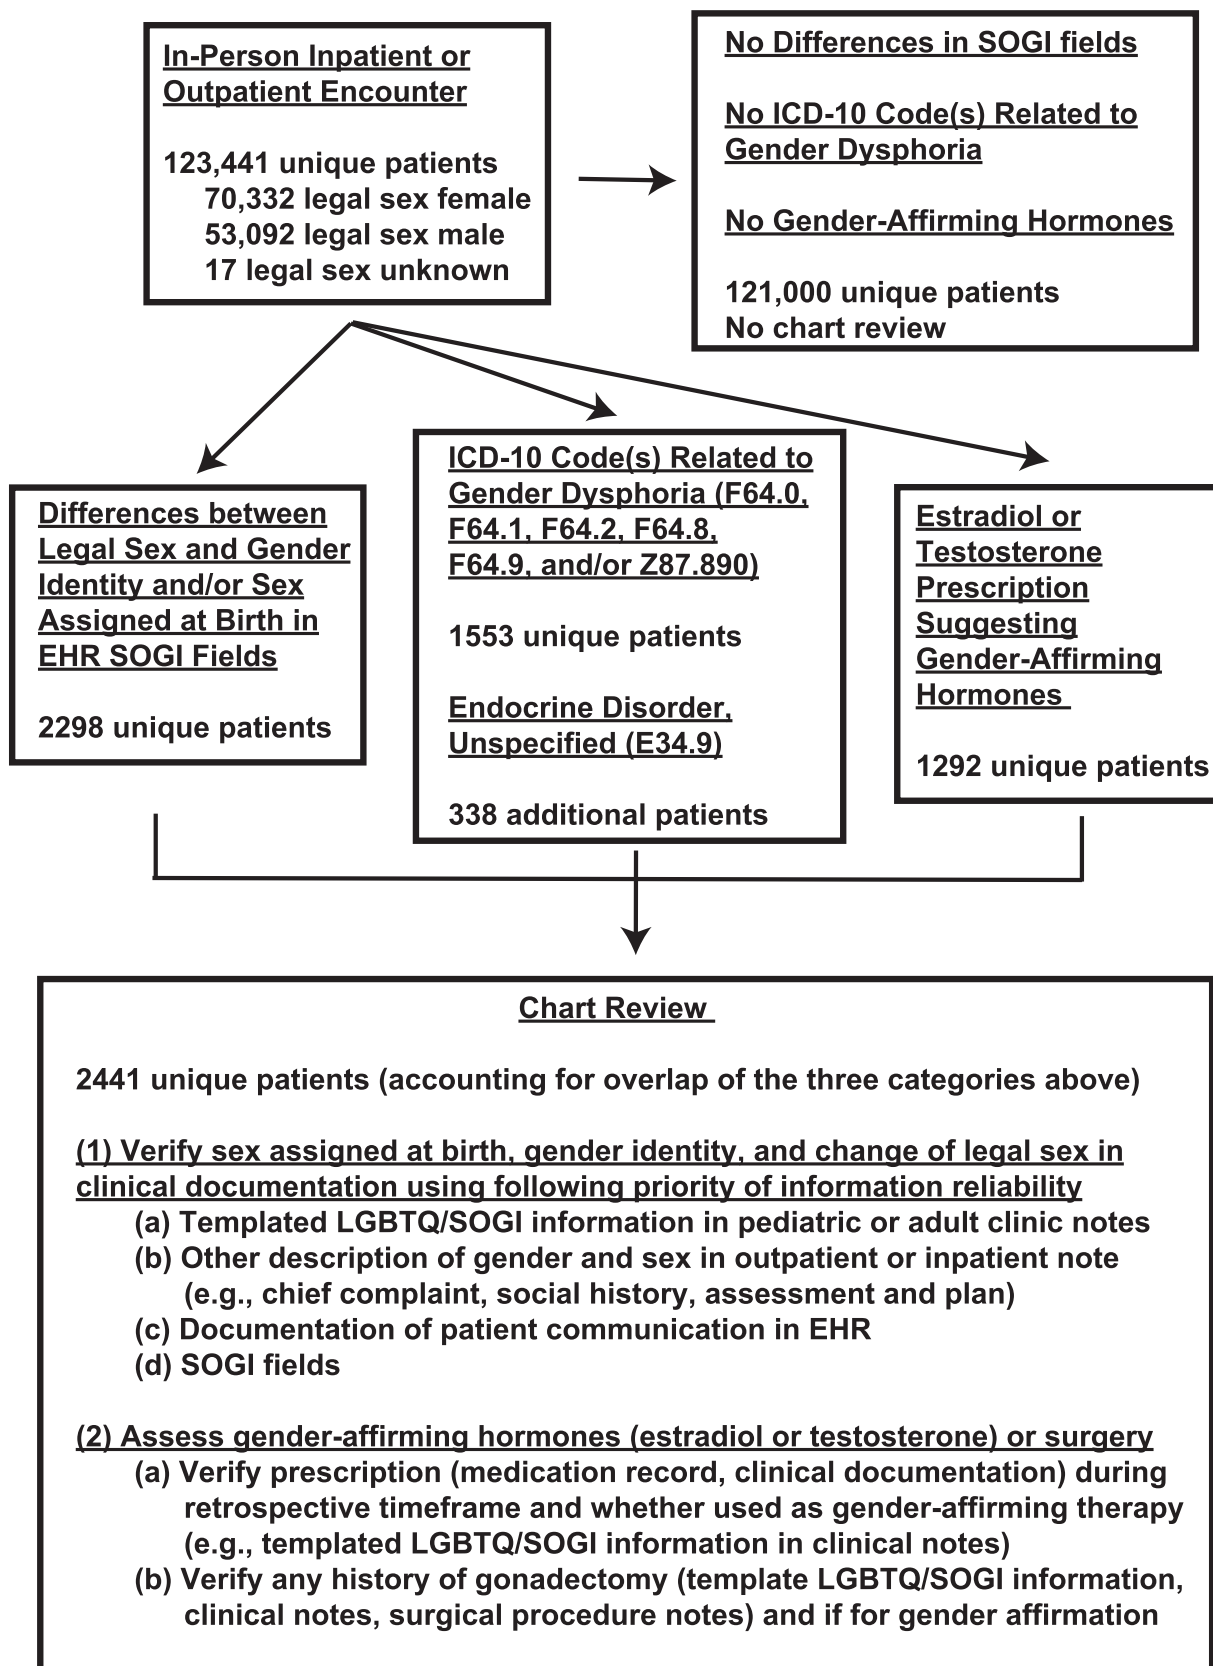 In-Person Inpatient or
Outpatient Encounter
123,441 unique patients
70,332 legal sex female
53,092 legal sex male
17 legal sex unknown
No Differences in SOGI fields
No ICD-10 Code(s) Related to
Gender Dysphoria
No Gender-Affirming Hormones
121,000 unique patients
No chart review
Differences between
Legal Sex and Gender
Identity and/or Sex
Assigned at Birth in
EHR SOGI Fields
2298 unique patients
ICD-10 Code(s) Related to
Gender Dysphoria (F64.0,
F64.1, F64.2, F64.8,
F64.9, and/or Z87.890)
1553 unique patients
Endocrine Disorder,
Unspecified (E34.9)
338 additional patients
Estradiol or
Testosterone
Prescription
Suggesting
Gender-Affirming
Hormones
1292 unique patients
Chart Review
2441 unique patients (accounting for overlap of the three categories above)
(1) Verify sex assigned at birth, gender identity, and change of legal sex in
clinical documentation using following priority of information reliability
(a) Templated LGBTQ/SOGI information in pediatric or adult clinic notes
(b) Other description of gender and sex in outpatient or inpatient note
(e.g., chief complaint, social history, assessment and plan)
(c) Documentation of patient communication in EHR
(d) SOGI fields
(2) Assess gender-affirming hormones (estradiol or testosterone) or surgery
(a) Verify prescription (medication record, clinical documentation) during
retrospective timeframe and whether used as gender-affirming therapy
(e.g., templated LGBTQ/SOGI information in clinical notes)
(b) Verify any history of gonadectomy (template LGBTQ/SOGI information,
clinical notes, surgical procedure notes) and if for gender affirmation